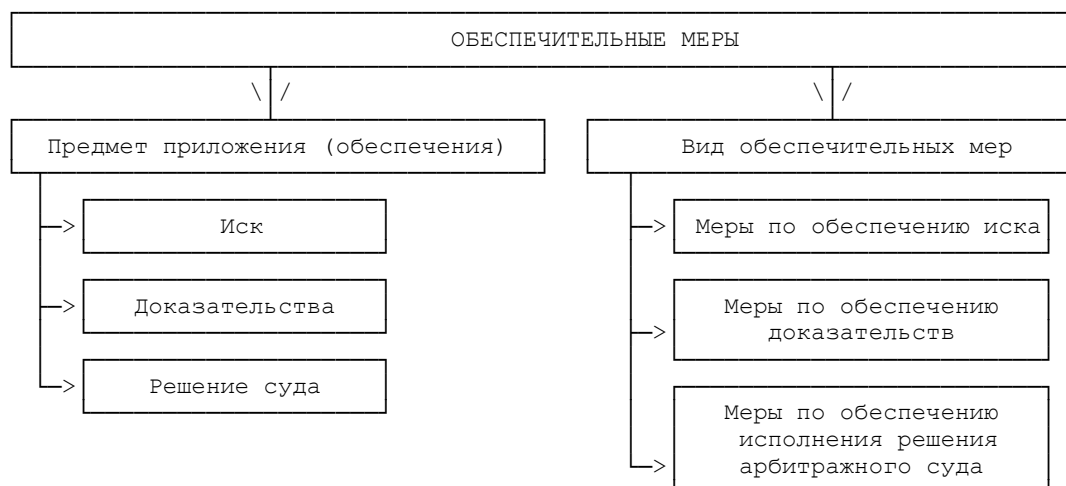 ОБЕСПЕЧИТЕЛЬНЫЕ МЕРЫ
Предмет приложения (обеспечения)
Иск
Доказательства
Решение суда
Вид обеспечительных мер
Меры по обеспечению иска
Меры по обеспечению
доказательств
Меры по обеспечению
исполнения решения
арбитражного суда